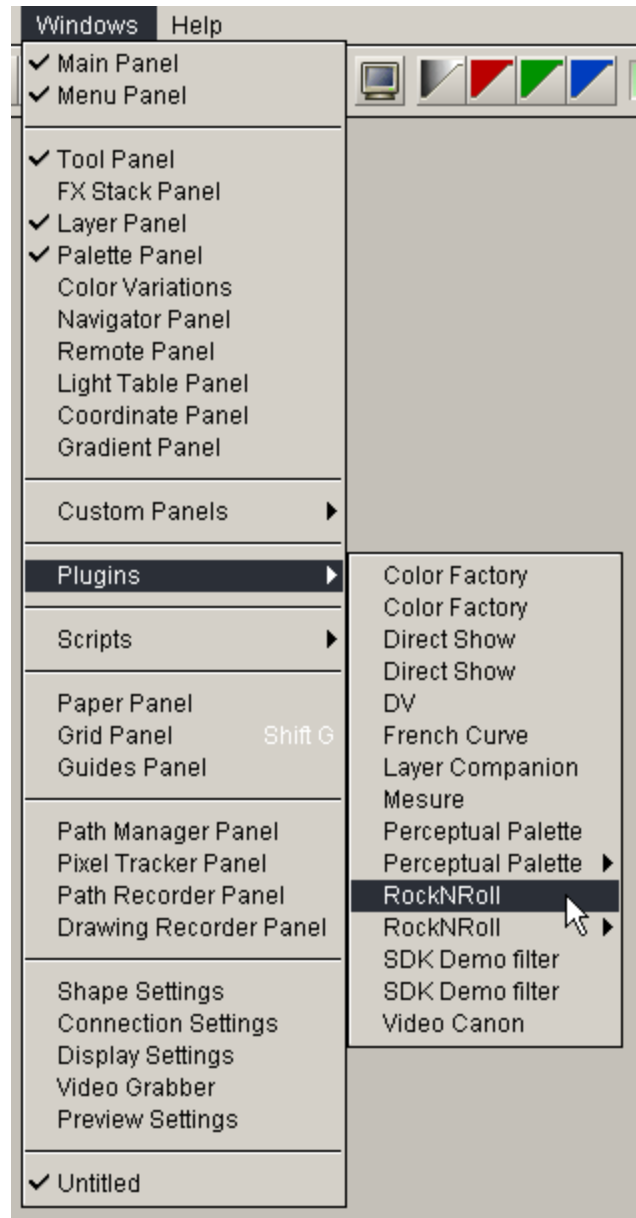 Windows Help
Main Panel
Menu Panel
Tool Panel
FX Stack Panel
Layer Panel
Palette Panel
Color Variations
Navigator Panel
Remote Panel
Light Table Panel
Coordinate Panel
Gradient Panel
Custom Panels
Plugins
Scripts
Paper Panel
Grid Panel Shift G
Guides Panel
Path Manager Panel
Pixel Tracker Panel
Path Recorder Panel
Drawing Recorder Panel
Shape Settings
Connection Settings
Display Settings
Video Grabber
Preview Settings
Untitled
Color Factory
Color Factory
Direct Show
Direct Show
DV
French Curve
Layer Companion
Mesure
Perceptual Palette
Perceptual Palette
RockNRoll
RockNRoll
SDK Demo filter
SDK Demo filter
Video Canon